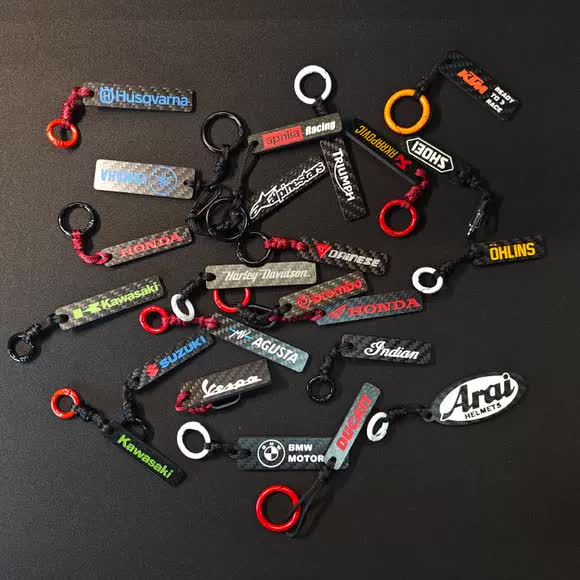 Husqvarna
KTM
READY
TO >
RACE
aprilia Racing
AKRAPOVIC
SHOEI
TRIUMPH
YAMAHA
alpinestars
HONDA
DAINESE
ÖHLINS
Harley-Davidson
Kawasaki
brembo
HONDA
MV AGUSTA
SUZUKI
Indian
Vespa
Arai
HELMETS
DUCATI
Kawasaki
BMW
MOTOR